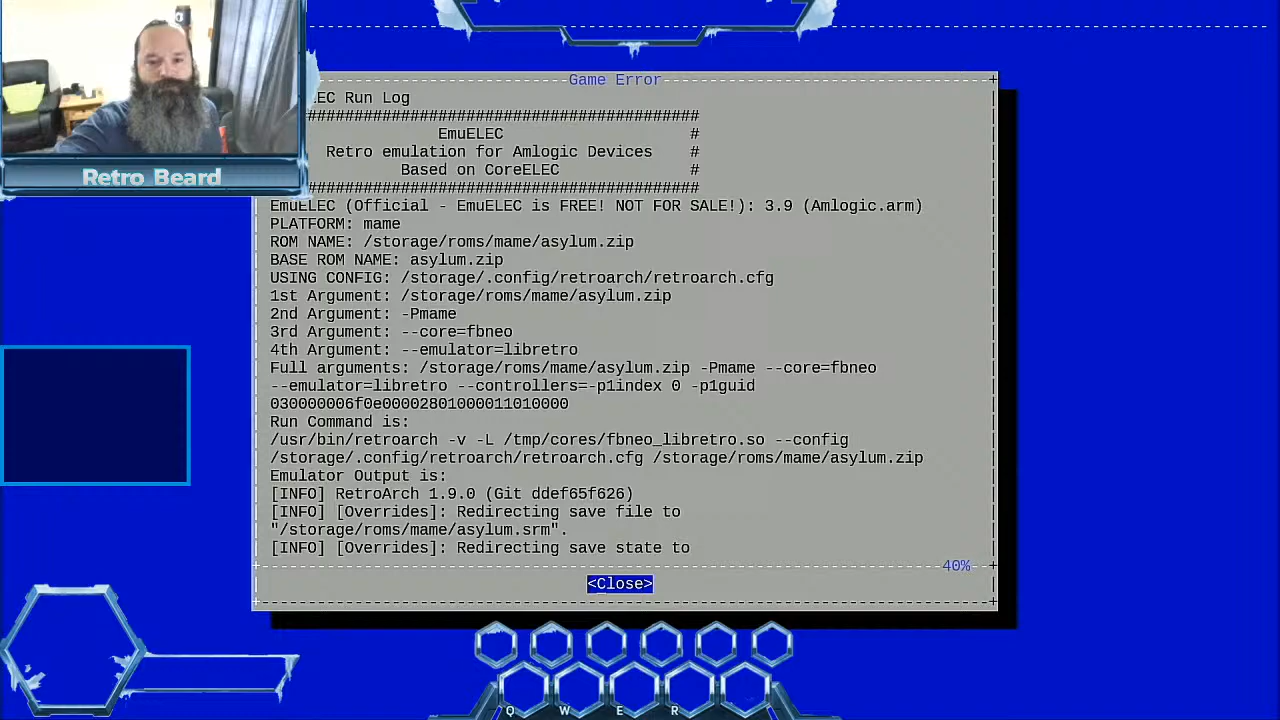 Game Error
EC Run Log
##########################################
EmuELEC #
Retro emulation for Amlogic Devices #
Based on CoreELEC #
##########################################
Retro Beard
EmuELEC (Official - EmuELEC is FREE! NOT FOR SALE!): 3.9 (Amlogic.arm)
PLATFORM: mame
ROM NAME: /storage/roms/mame/asylum.zip
BASE ROM NAME: asylum.zip
USING CONFIG: /storage/.config/retroarch/retroarch.cfg
1st Argument: /storage/roms/mame/asylum.zip
2nd Argument: -Pmame
3rd Argument: --core=fbneo
4th Argument: --emulator=libretro
Full arguments: /storage/roms/mame/asylum.zip -Pmame --core=fbneo
--emulator=libretro --controllers=-p1index 0 -p1guid
030000006f0e00002801000011010000
Run Command is:
/usr/bin/retroarch -v -L /tmp/cores/fbneo_libretro.so --config
/storage/.config/retroarch/retroarch.cfg /storage/roms/mame/asylum.zip
Emulator Output is:
[INFO] RetroArch 1.9.0 (Git ddef65f626)
[INFO] [Overrides]: Redirecting save file to
"/storage/roms/mame/asylum.srm".
[INFO] [Overrides]: Redirecting save state to
40%
<Close>
Q W E R